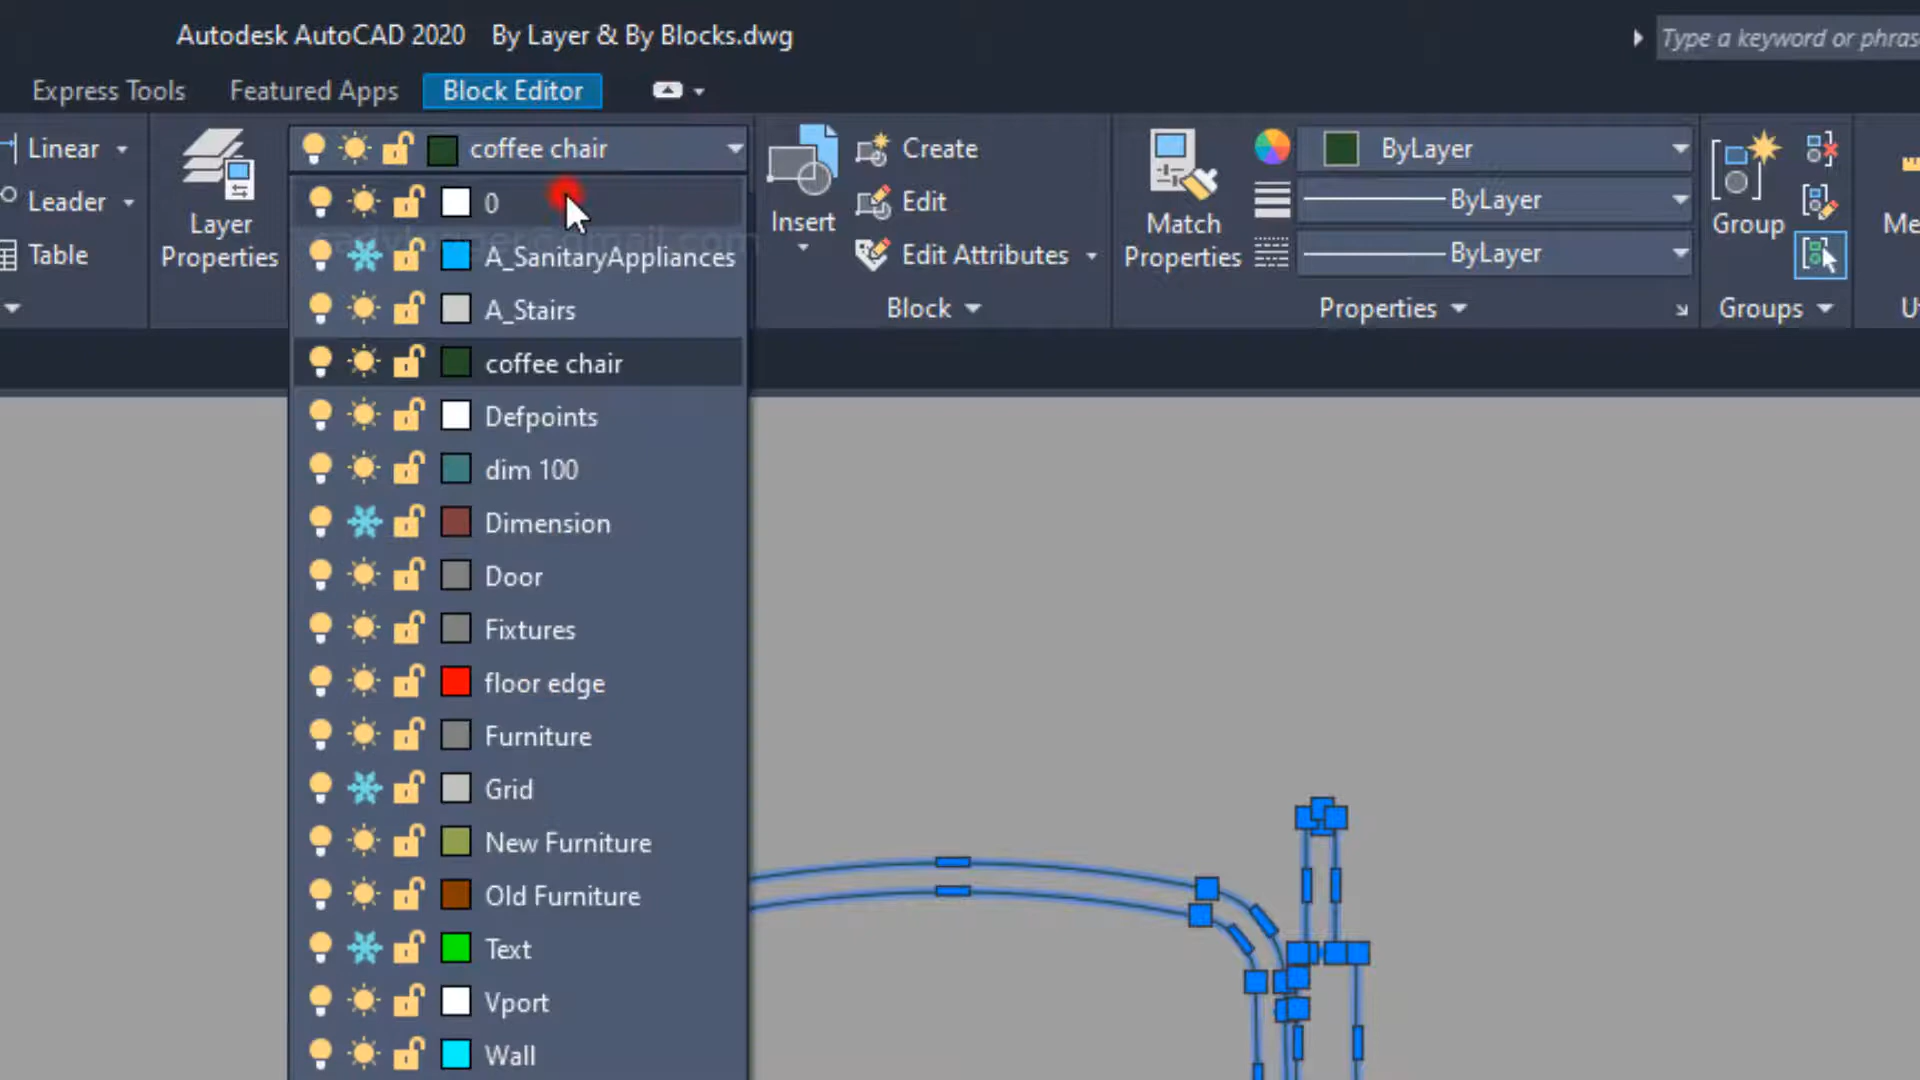 Autodesk AutoCAD 2020 By Layer & By Blocks.dwg
Type a keyword or phras
Express Tools Featured Apps Block Editor
Linear
Leader
Table
Layer
Properties
coffee chair
0
A_SanitaryAppliances
A_Stairs
coffee chair
Defpoints
dim 100
Dimension
Door
Fixtures
floor edge
Furniture
Grid
New Furniture
Old Furniture
Text
Vport
Wall
Insert
Create
Edit
Edit Attributes
Block
Match
Properties
ByLayer
ByLayer
ByLayer
Properties
Group
Groups
Me